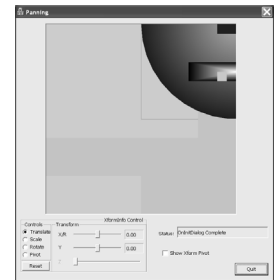 Panning
XformInfo Control
Controls
Transform
Translate
X/R
0.00
Scale
Rotate
Y
0.00
Pivot
Z
Reset
Status:
OnInitDialog Complete
Show Xform Pivot
Quit